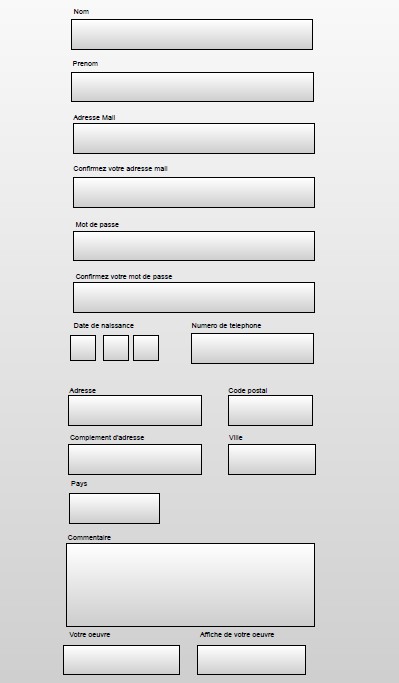 Nom
Prenom
Adresse Mail
Confirmez votre adresse mail
Mot de passe
Confirmez votre mot de passe
Date de naissance Numero de telephone
Adresse Code postal
Complement d'adresse Ville
Pays
Commentaire
Votre oeuvre Affiche de votre oeuvre